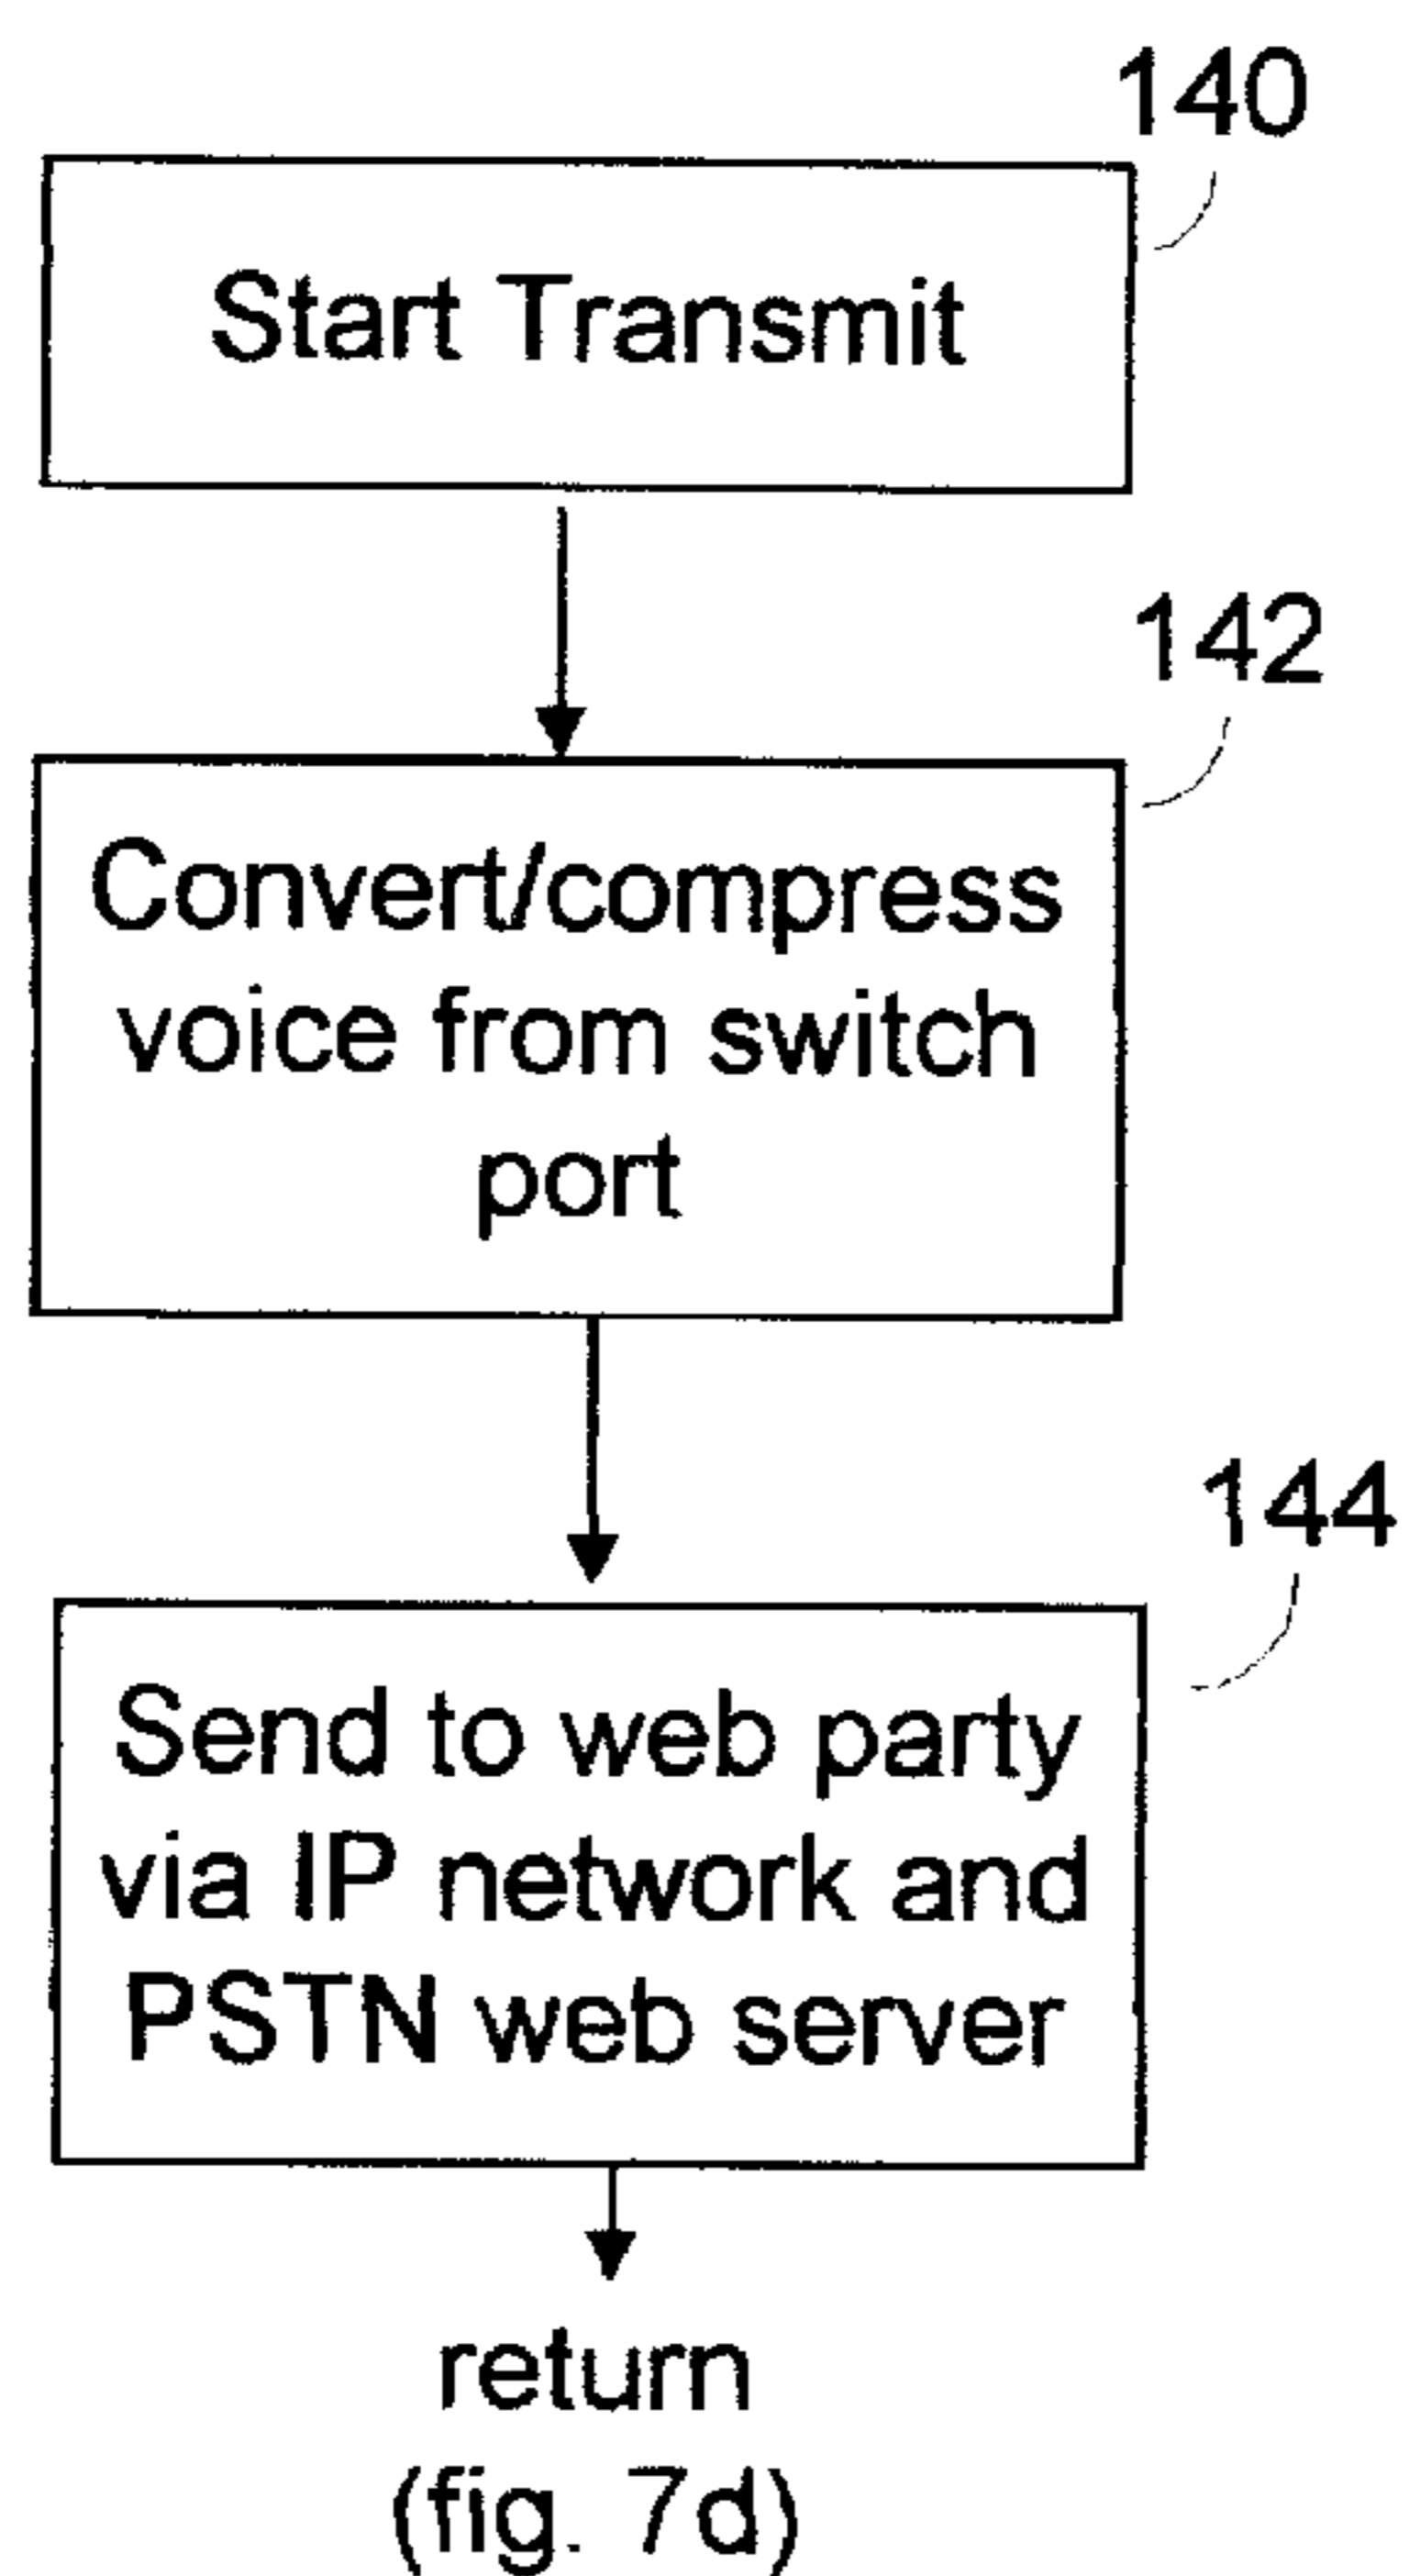 140
Start Transmit
142
Convert/compress
voice from switch
port
144
Send to web party
via IP network and
PSTN web server
return
(fig. 7d)